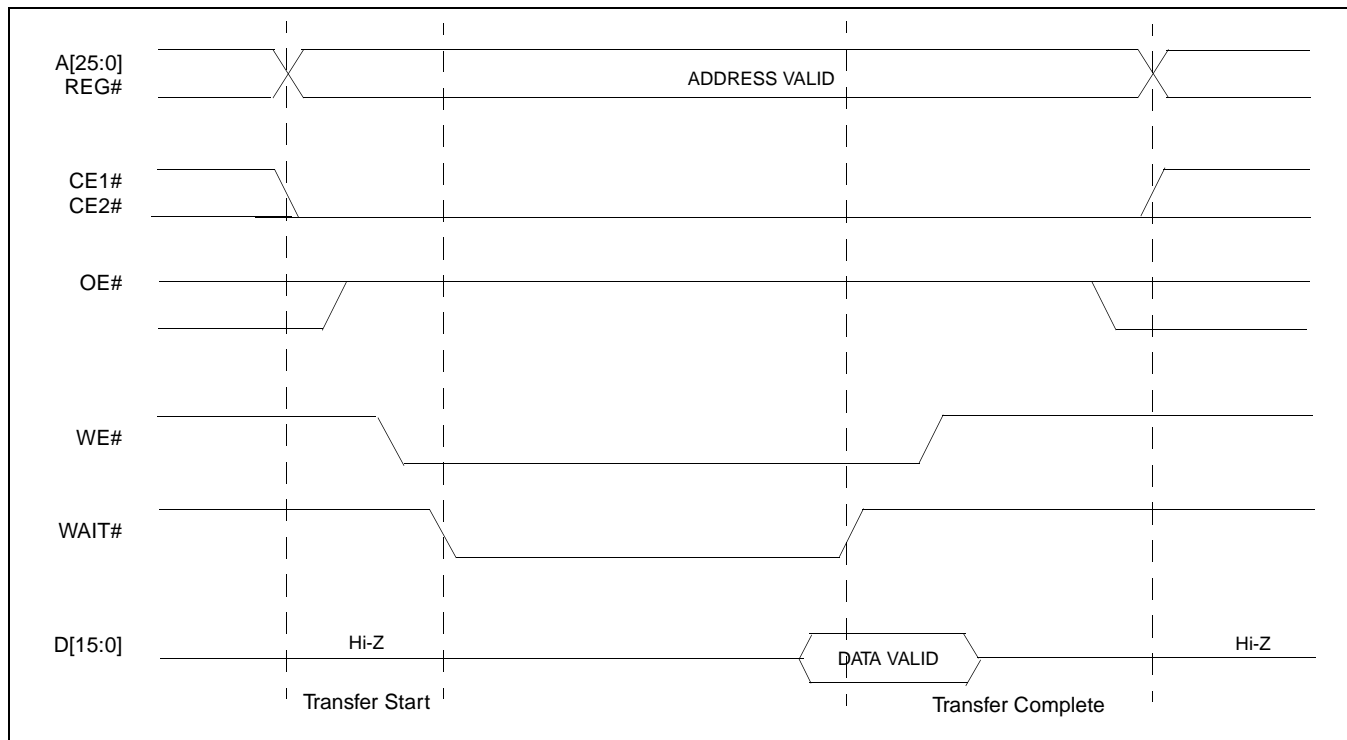 A[25:0]
REG#
ADDRESS VALID
CE1#
CE2#
OE#
WE#
WAIT#
D[15:0]
Hi-Z
DATA VALID
Hi-Z
Transfer Start
Transfer Complete